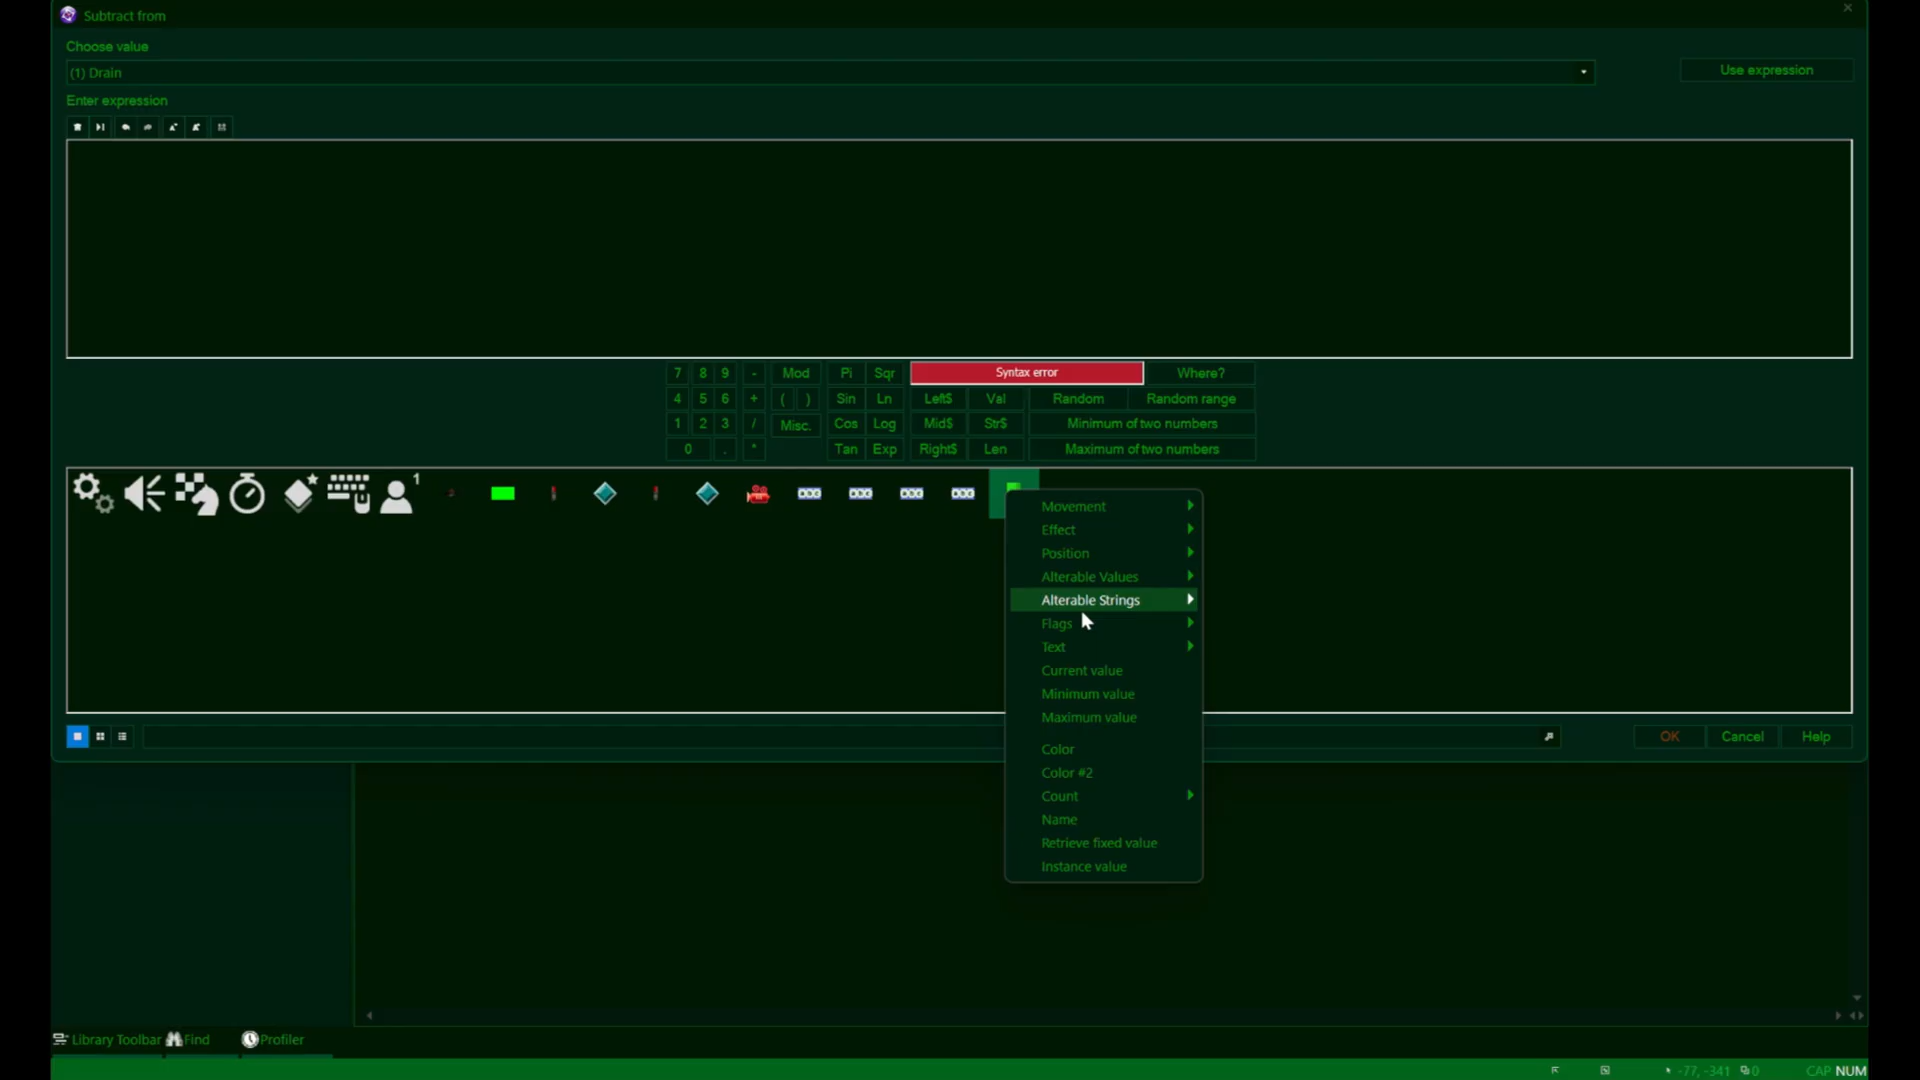 Subtract from
Choose value
(1) Drain
Use expression
Enter expression
7 8 9 - Mod Pi Sqr Syntax error Where?
4 5 6 + ( ) Sin Ln Left$ Val Random Random range
1 2 3 / Misc. Cos Log Mid$ Str$ Minimum of two numbers
0 . ^ Tan Exp Right$ Len Maximum of two numbers
1
Movement
Effect
Position
Alterable Values
Alterable Strings
Flags
Text
Current value
Minimum value
Maximum value
Color
Color #2
Count
Name
Retrieve fixed value
Instance value
OK Cancel Help
Library Toolbar Find Profiler
-77, -341 0 CAP NUM